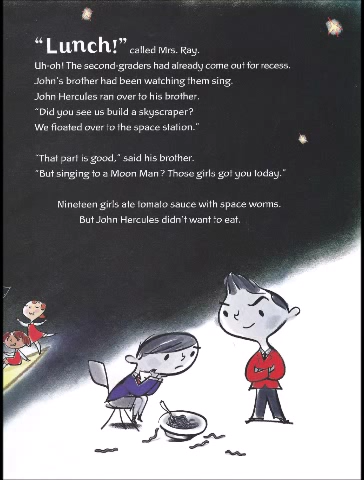 “Lunch!” called Mrs. Ray.
Uh-oh! The second-graders had already come out for recess.
John's brother had been watching them sing.
John Hercules ran over to his brother.
“Did you see us build a skyscraper?
We floated over to the space station.”
“That part is good,” said his brother.
“But singing to a Moon Man? Those girls got you today.”
Nineteen girls ate tomato sauce with space worms.
But John Hercules didn't want to eat.